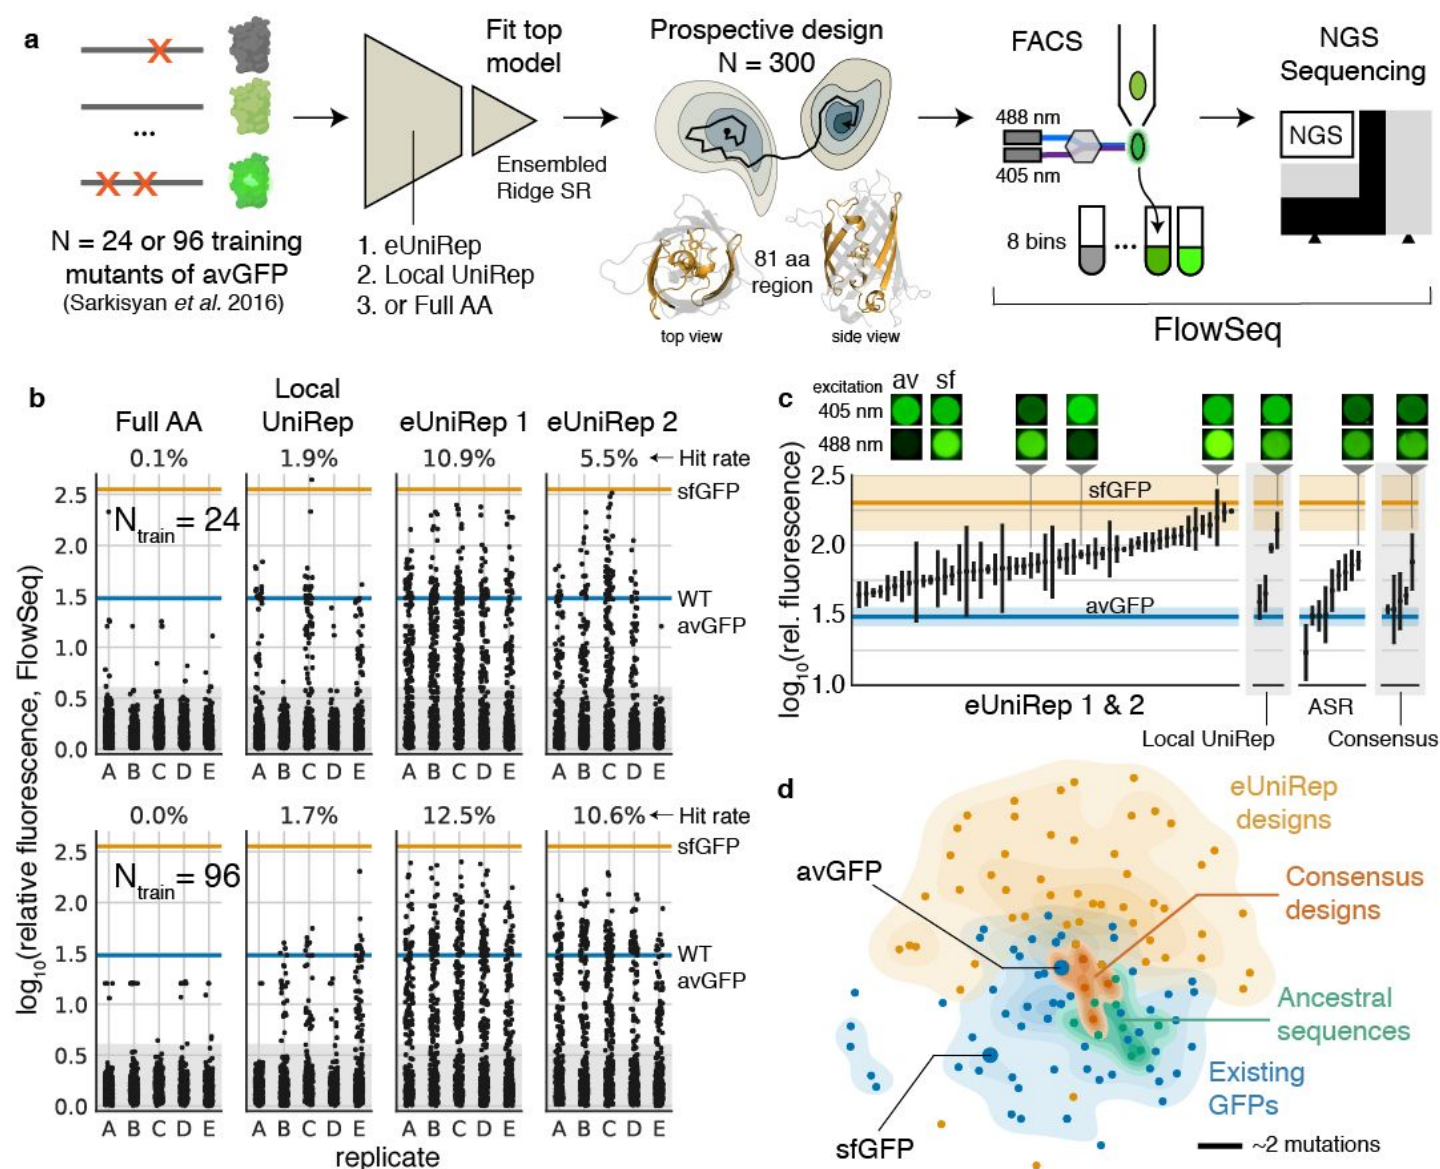 a
Fit top
model
Prospective design
N = 300
FACS
NGS
Sequencing
...
Ensembled
Ridge SR
488 nm
405 nm
NGS
N = 24 or 96 training
mutants of avGFP
(Sarkisyan et al. 2016)
1. eUniRep
2. Local UniRep
3. or Full AA
81 aa
region
top view
side view
8 bins
...
FlowSeq
b
Full AA
Local
UniRep
eUniRep 1
eUniRep 2
0.1%
1.9%
10.9%
5.5%
← Hit rate
log10(relative fluorescence, FlowSeq)
2.5
2.0
1.5
1.0
0.5
0.0
Ntrain = 24
sfGFP
WT
avGFP
A B C D E
A B C D E
A B C D E
A B C D E
0.0%
1.7%
12.5%
10.6%
← Hit rate
2.5
2.0
1.5
1.0
0.5
0.0
Ntrain = 96
sfGFP
WT
avGFP
A B C D E
A B C D E
A B C D E
A B C D E
replicate
c
excitation
405 nm
488 nm
av
sf
log10(rel. fluorescence)
2.5
2.0
1.5
1.0
sfGFP
avGFP
eUniRep 1 & 2
Local UniRep
ASR
Consensus
d
eUniRep
designs
avGFP
Consensus
designs
Ancestral
sequences
Existing
GFPs
sfGFP
~2 mutations